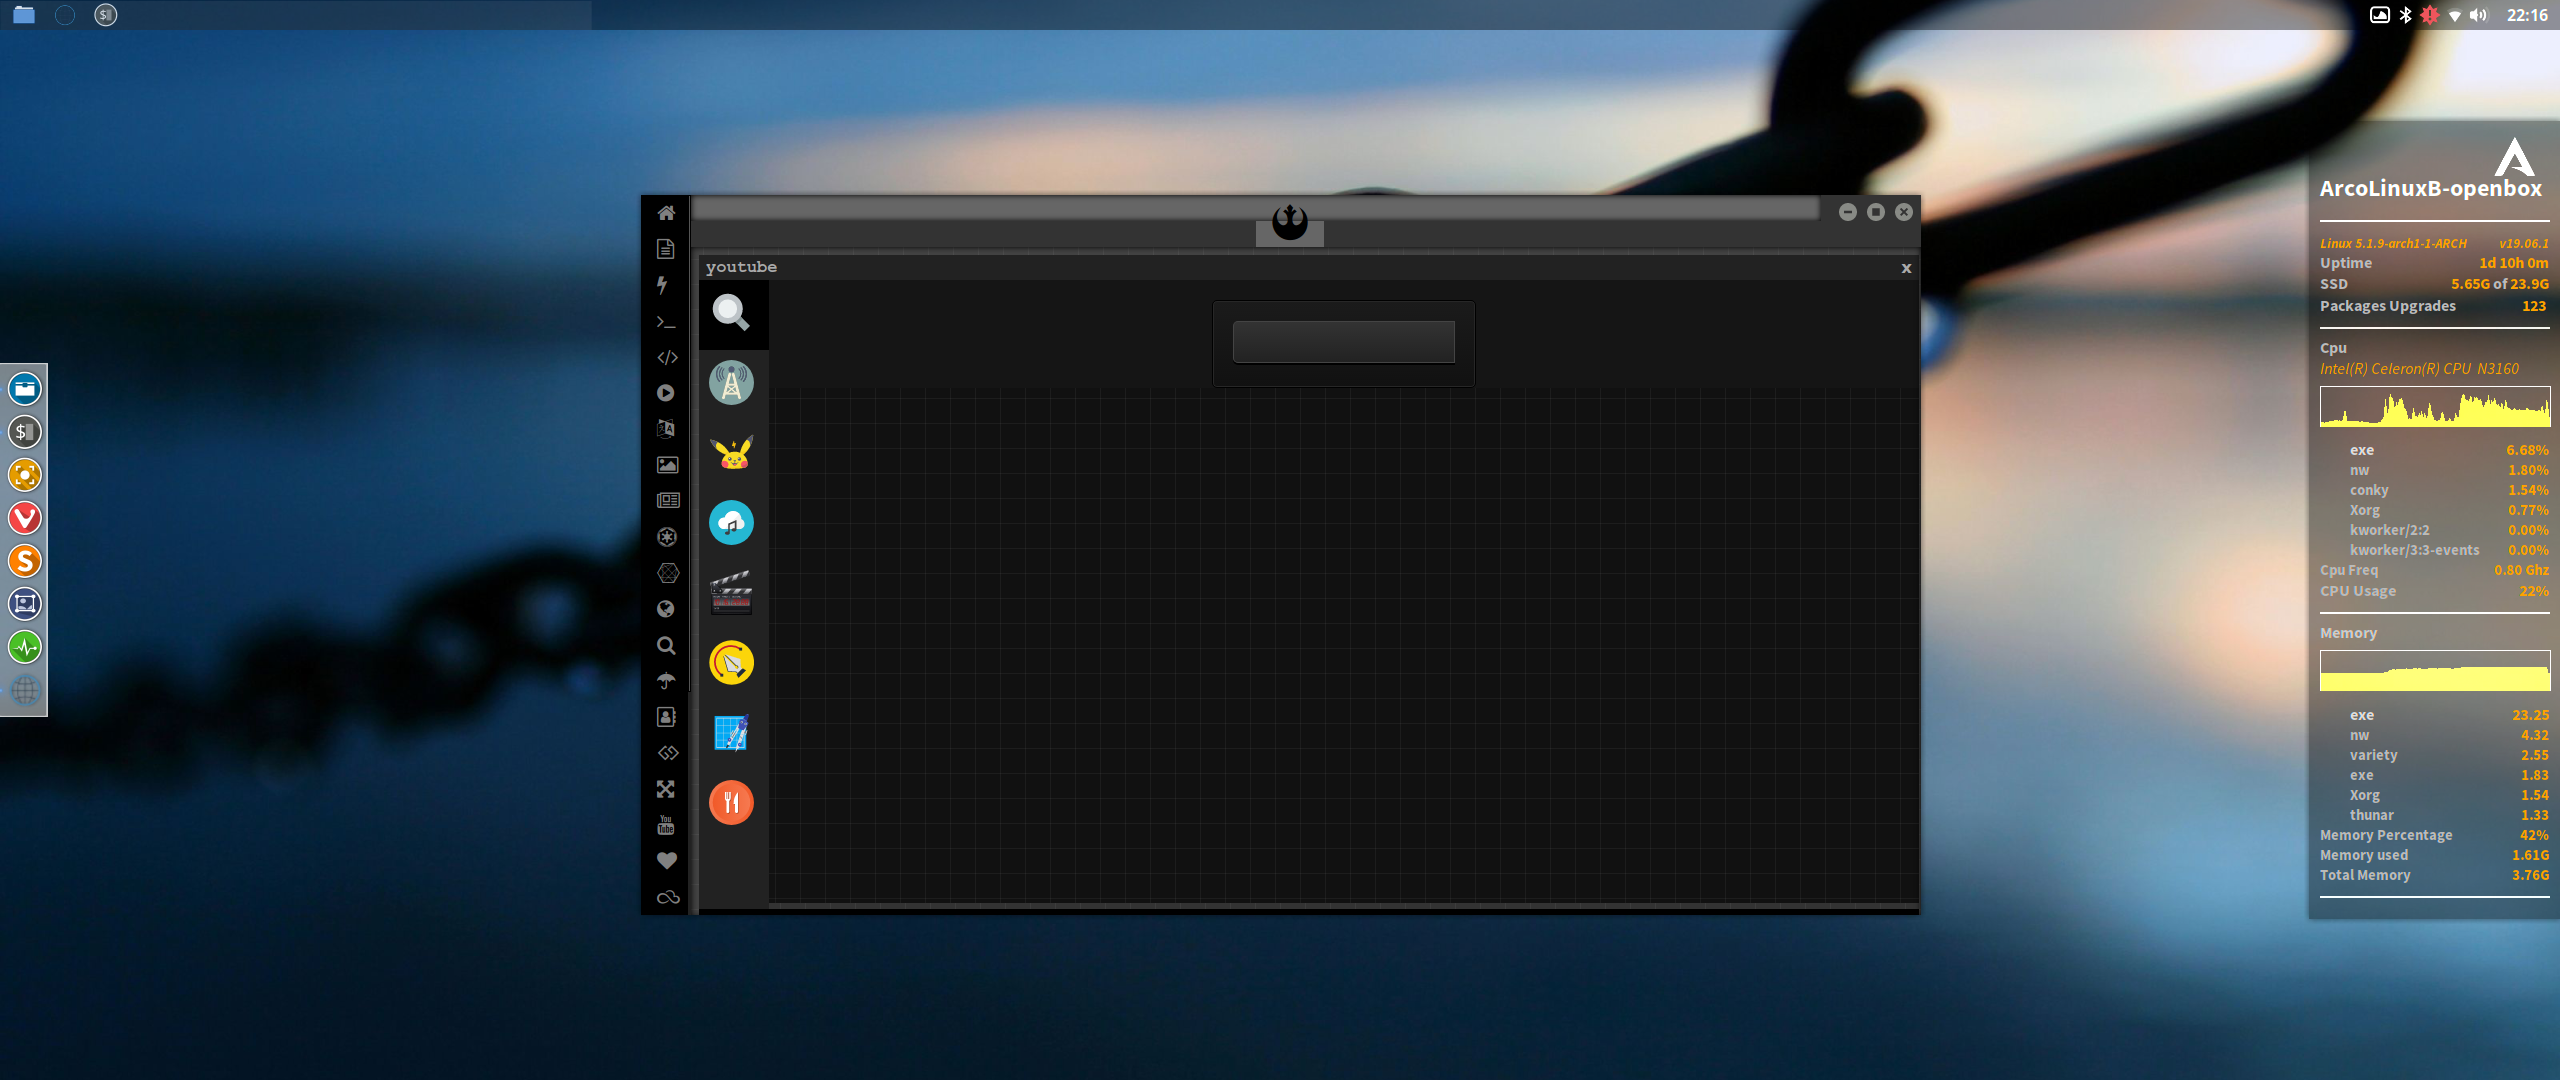 22:16
ArcoLinuxB-openbox
Linux 5.1.9-arch1-1-ARCH v19.06.1
Uptime 1d 10h 0m
SSD 5.65G of 23.9G
Packages Upgrades 123
Cpu
Intel(R) Celeron(R) CPU N3160
exe 6.68%
nw 1.80%
conky 1.54%
Xorg 0.77%
kworker/2:2 0.00%
kworker/3:3-events 0.00%
Cpu Freq 0.80 Ghz
CPU Usage 22%
Memory
exe 23.25
nw 4.32
variety 2.55
exe 1.83
Xorg 1.54
thunar 1.33
Memory Percentage 42%
Memory used 1.61G
Total Memory 3.76G
youtube x
You
Tube
$
S